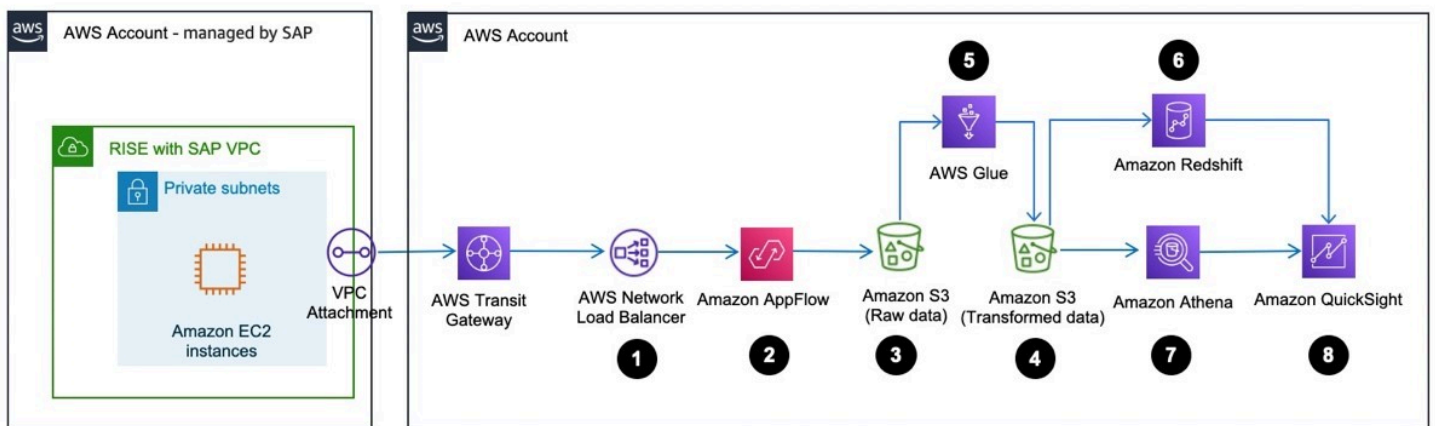 aws
AWS Account - managed by SAP
RISE with SAP VPC
Private subnets
Amazon EC2
instances
VPC
Attachment
aws
AWS Account
AWS Transit
Gateway
AWS Network
Load Balancer
1
Amazon AppFlow
2
Amazon S3
(Raw data)
3
5
AWS Glue
Amazon S3
(Transformed data)
4
6
Amazon Redshift
Amazon Athena
7
Amazon QuickSight
8